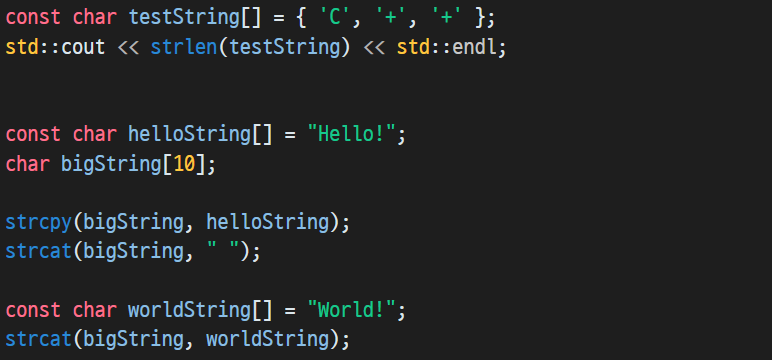 const char testString[] = { 'C', '+', '+' };
std::cout << strlen(testString) << std::endl;
const char helloString[] = "Hello!";
char bigString[10];
strcpy(bigString, helloString);
strcat(bigString, " ");
const char worldString[] = "World!";
strcat(bigString, worldString);